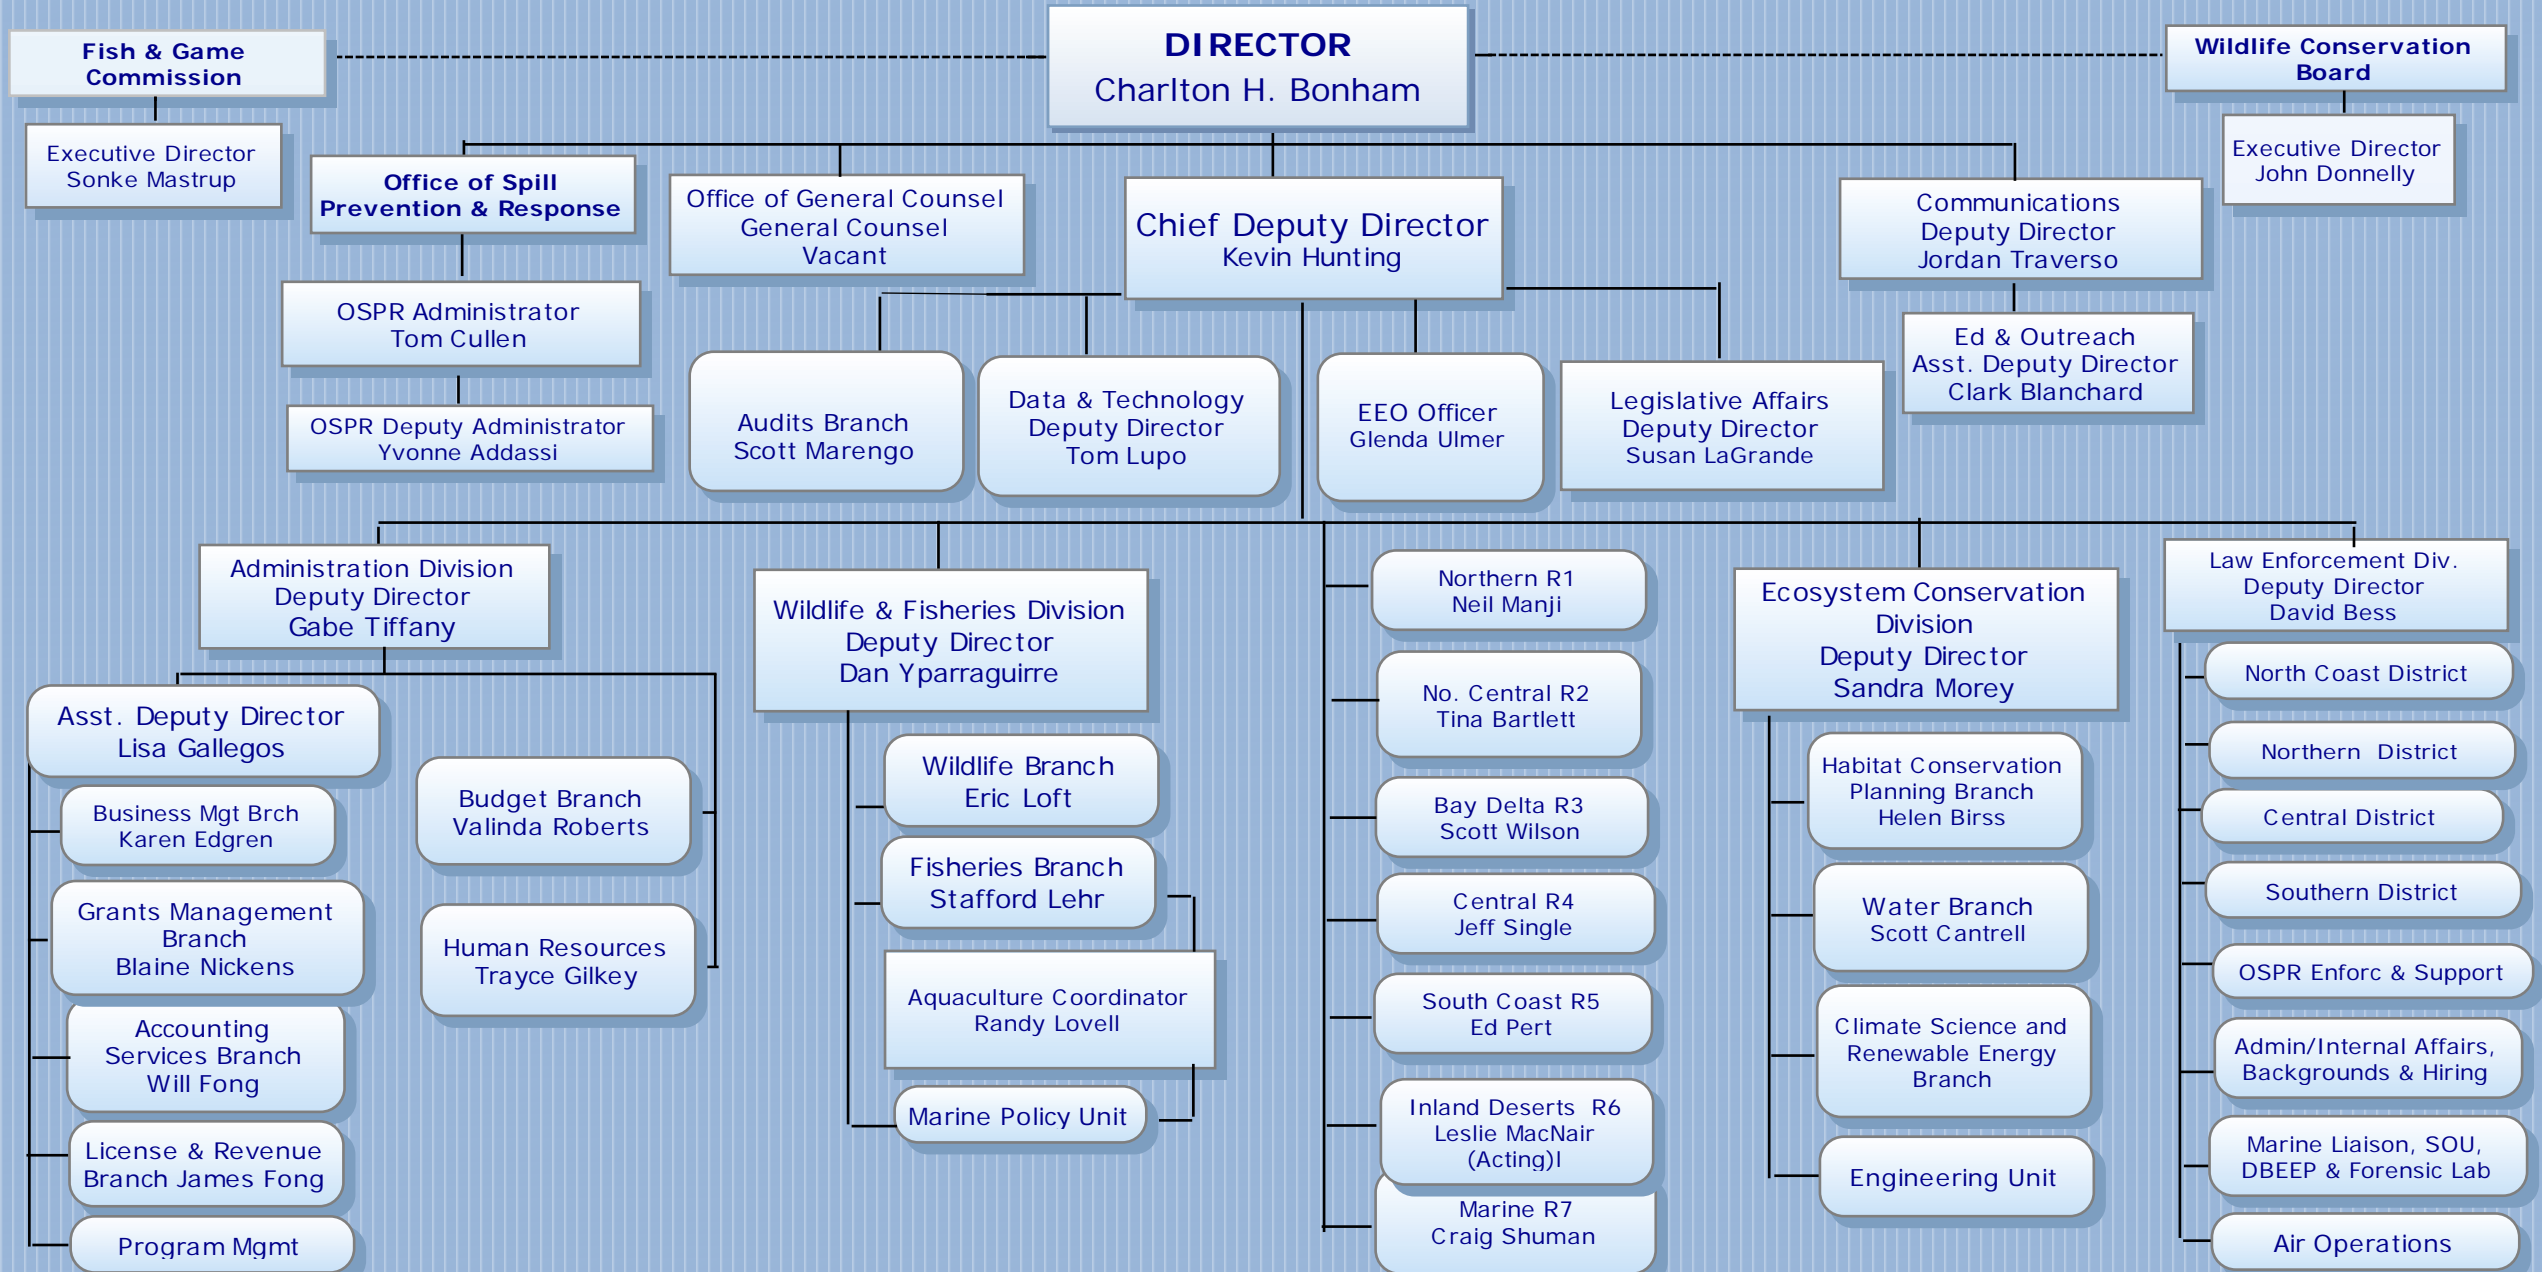 Fish & Game
Commission
DIRECTOR
Charlton H. Bonham
Wildlife Conservation
Board
Executive Director
Sonke Mastrup
Executive Director
John Donnelly
Office of Spill
Prevention & Response
Office of General Counsel
General Counsel
Vacant
Chief Deputy Director
Kevin Hunting
Communications
Deputy Director
Jordan Traverso
OSPR Administrator
Tom Cullen
Ed & Outreach
Asst. Deputy Director
Clark Blanchard
OSPR Deputy Administrator
Yvonne Addassi
Audits Branch
Scott Marengo
Data & Technology
Deputy Director
Tom Lupo
EEO Officer
Glenda Ulmer
Legislative Affairs
Deputy Director
Susan LaGrande
Administration Division
Deputy Director
Gabe Tiffany
Asst. Deputy Director
Lisa Gallegos
Business Mgt Brch
Karen Edgren
Grants Management
Branch
Blaine Nickens
Accounting
Services Branch
Will Fong
License & Revenue
Branch James Fong
Program Mgmt
Budget Branch
Valinda Roberts
Human Resources
Trayce Gilkey
Wildlife & Fisheries Division
Deputy Director
Dan Yparraguirre
Wildlife Branch
Eric Loft
Fisheries Branch
Stafford Lehr
Aquaculture Coordinator
Randy Lovell
Marine Policy Unit
Northern R1
Neil Manji
No. Central R2
Tina Bartlett
Bay Delta R3
Scott Wilson
Central R4
Jeff Single
South Coast R5
Ed Pert
Inland Deserts R6
Leslie MacNair
(Acting)l
Marine R7
Craig Shuman
Ecosystem Conservation
Division
Deputy Director
Sandra Morey
Habitat Conservation
Planning Branch
Helen Birss
Water Branch
Scott Cantrell
Climate Science and
Renewable Energy
Branch
Engineering Unit
Law Enforcement Div.
Deputy Director
David Bess
North Coast District
Northern District
Central District
Southern District
OSPR Enforc & Support
Admin/Internal Affairs,
Backgrounds & Hiring
Marine Liaison, SOU,
DBEEP & Forensic Lab
Air Operations